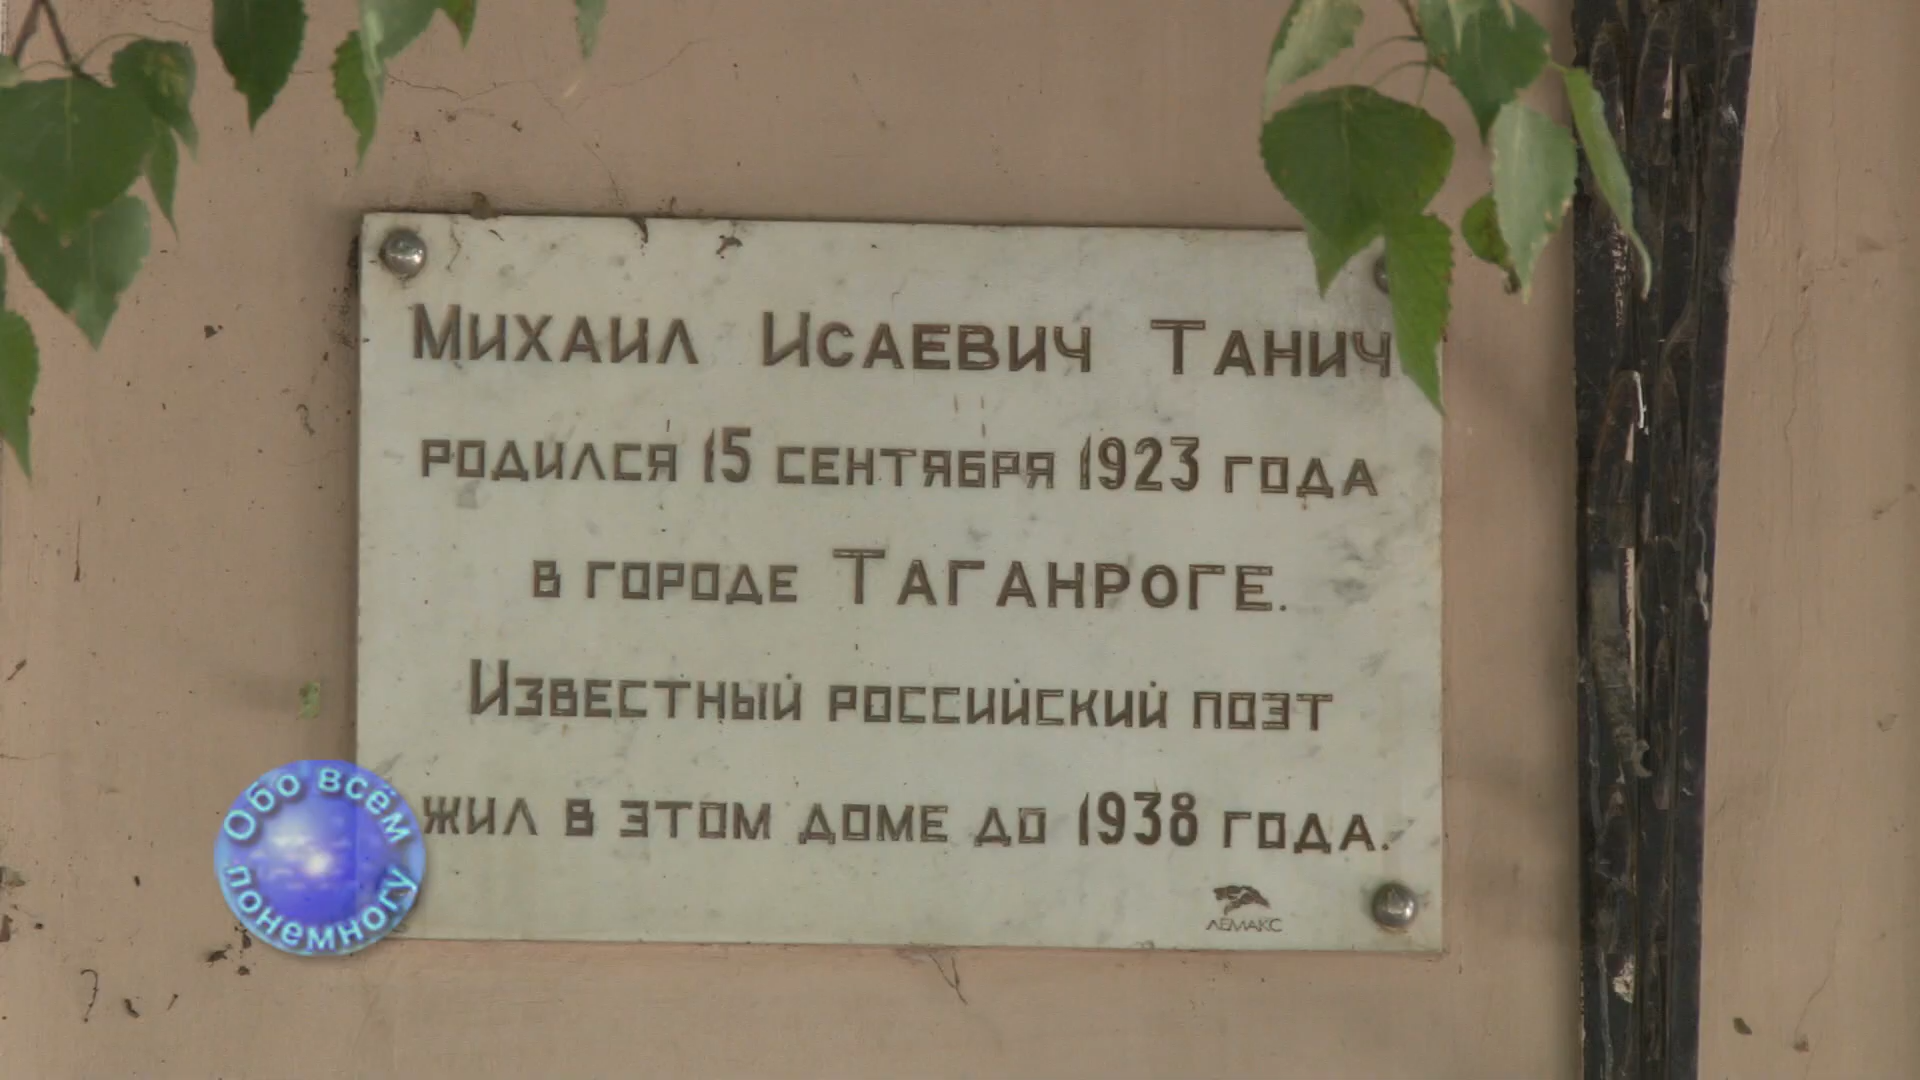 Михаил Исаевич Танич
родился 15 сентября 1923 года
в городе Таганроге.
Известный российский поэт
жил в этом доме до 1938 года.
ЛЕМАКС
Обо всём
понемногу